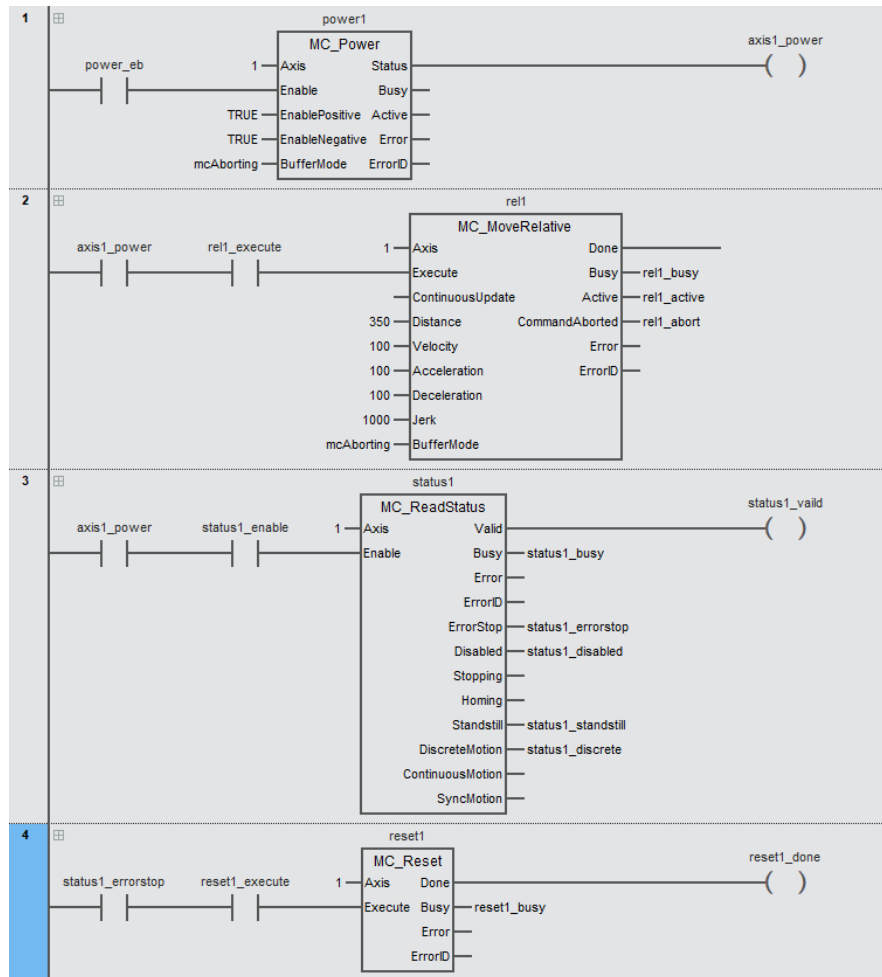 1
power1
MC_Power
axis1_power
power_eb
1 Axis Status
Enable Busy
TRUE EnablePositive Active
TRUE EnableNegative Error
mcAborting BufferMode ErrorID
2
rel1
MC_MoveRelative
axis1_power rel1_execute 1 Axis Done
Execute Busy rel1_busy
ContinuousUpdate Active rel1_active
350 Distance CommandAborted rel1_abort
100 Velocity Error
100 Acceleration ErrorID
100 Deceleration
1000 Jerk
mcAborting BufferMode
3
status1
MC_ReadStatus
status1_vaild
axis1_power status1_enable 1 Axis Valid
Enable Busy status1_busy
Error
ErrorID
ErrorStop status1_errorstop
Disabled status1_disabled
Stopping
Homing
Standstill status1_standstill
DiscreteMotion status1_discrete
ContinuousMotion
SyncMotion
4
reset1
MC_Reset
reset1_done
status1_errorstop reset1_execute 1 Axis Done
Execute Busy reset1_busy
Error
ErrorID